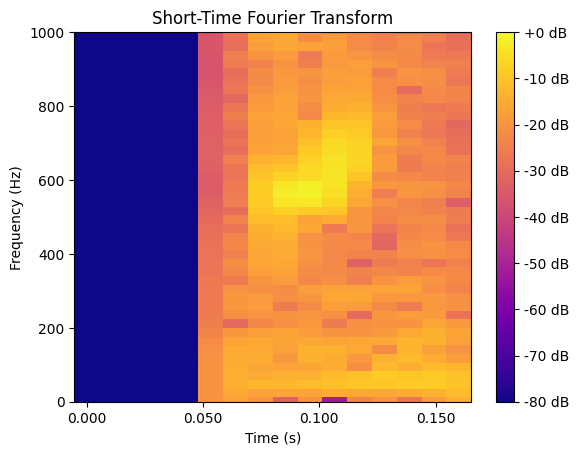 Short-Time Fourier Transform
Frequency (Hz)
1000
800
600
400
200
0
0.000
0.050
0.100
0.150
Time (s)
+0 dB
-10 dB
-20 dB
-30 dB
-40 dB
-50 dB
-60 dB
-70 dB
-80 dB